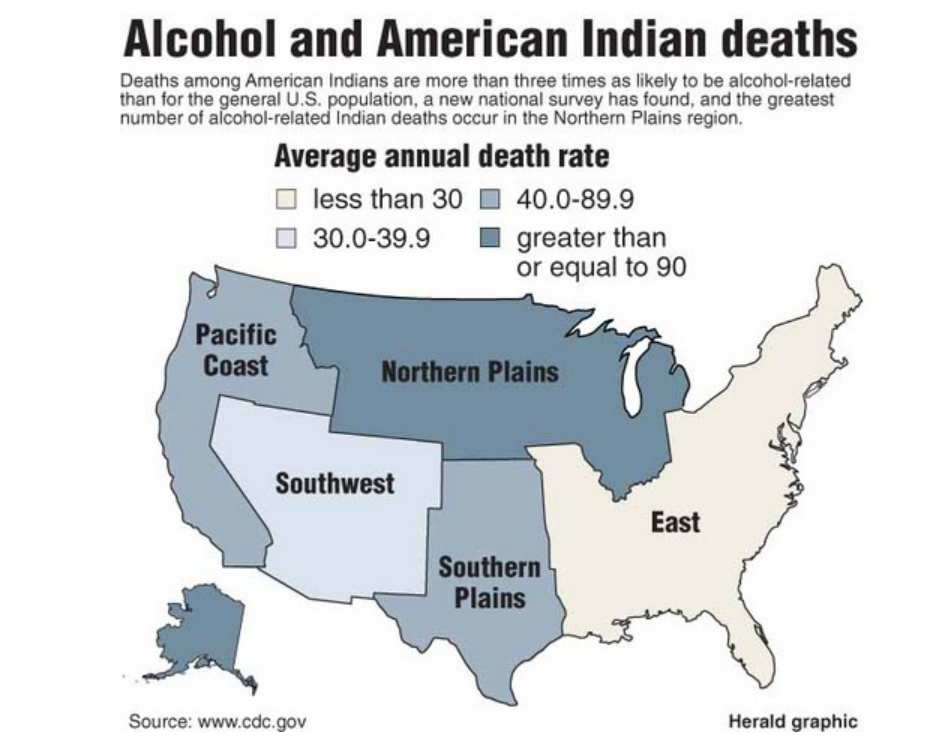 Alcohol and American Indian deaths
Deaths among American Indians are more than three times as likely to be alcohol-related
than for the general U.S. population, a new national survey has found, and the greatest
number of alcohol-related Indian deaths occur in the Northern Plains region.
Average annual death rate
less than 30
40.0-89.9
30.0-39.9
greater than
or equal to 90
Pacific
Coast
Northern Plains
Southwest
East
Southern
Plains
Source: www.cdc.gov
Herald graphic